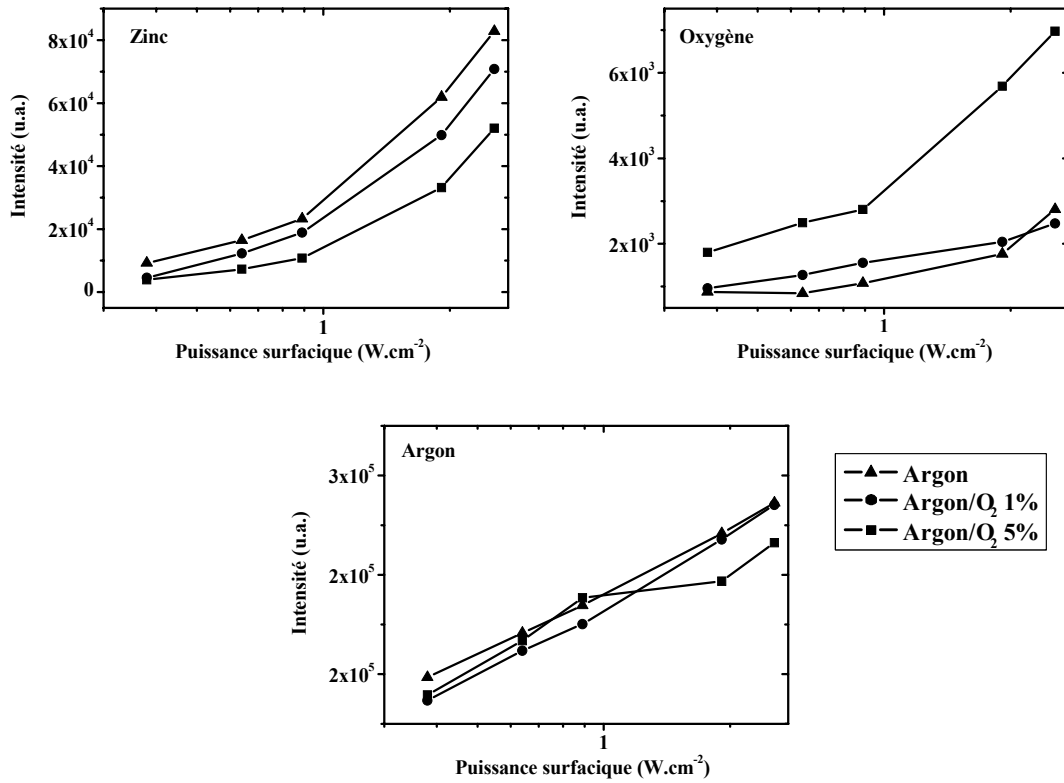 Zinc
8x10⁴
6x10⁴
4x10⁴
2x10⁴
0
Intensité (u.a.)
1
Puissance surfacique (W.cm⁻²)
Oxygène
6x10³
4x10³
2x10³
Intensité (u.a.)
1
Puissance surfacique (W.cm⁻²)
Argon
3x10⁵
2x10⁵
2x10⁵
Intensité (u.a.)
1
Puissance surfacique (W.cm⁻²)
Argon
Argon/O₂ 1%
Argon/O₂ 5%